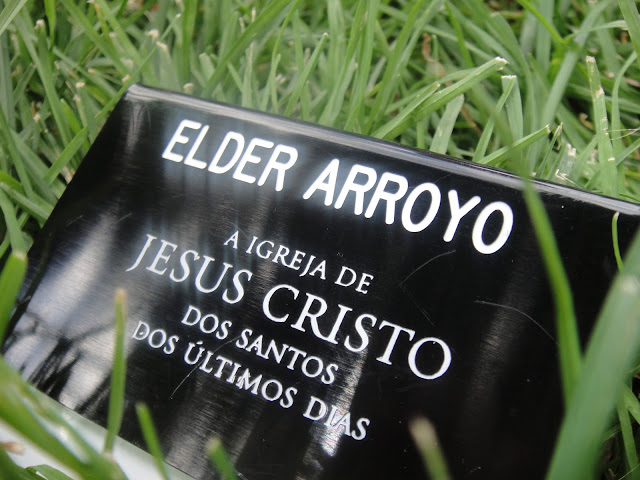 ELDER ARROYO
A IGREJA DE
JESUS CRISTO
DOS SANTOS
DOS ÚLTIMOS DIAS